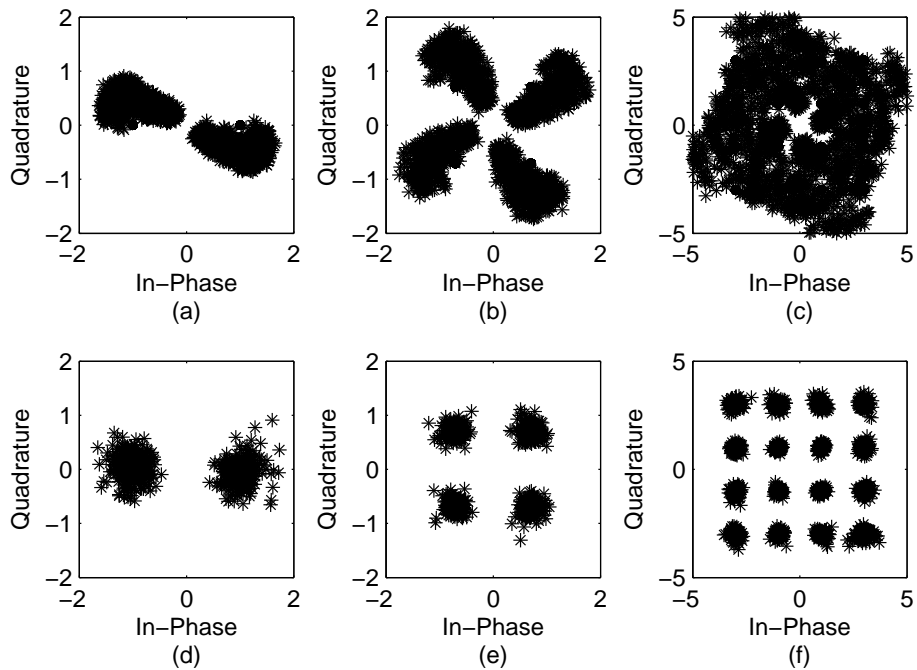 2
1
0
−1
−2
Quadrature
−2 0 2
In−Phase
(a)
2
1
0
−1
−2
Quadrature
−2 0 2
In−Phase
(b)
5
0
−5
Quadrature
−5 0 5
In−Phase
(c)
2
1
0
−1
−2
Quadrature
−2 0 2
In−Phase
(d)
2
1
0
−1
−2
Quadrature
−2 0 2
In−Phase
(e)
5
0
−5
Quadrature
−5 0 5
In−Phase
(f)